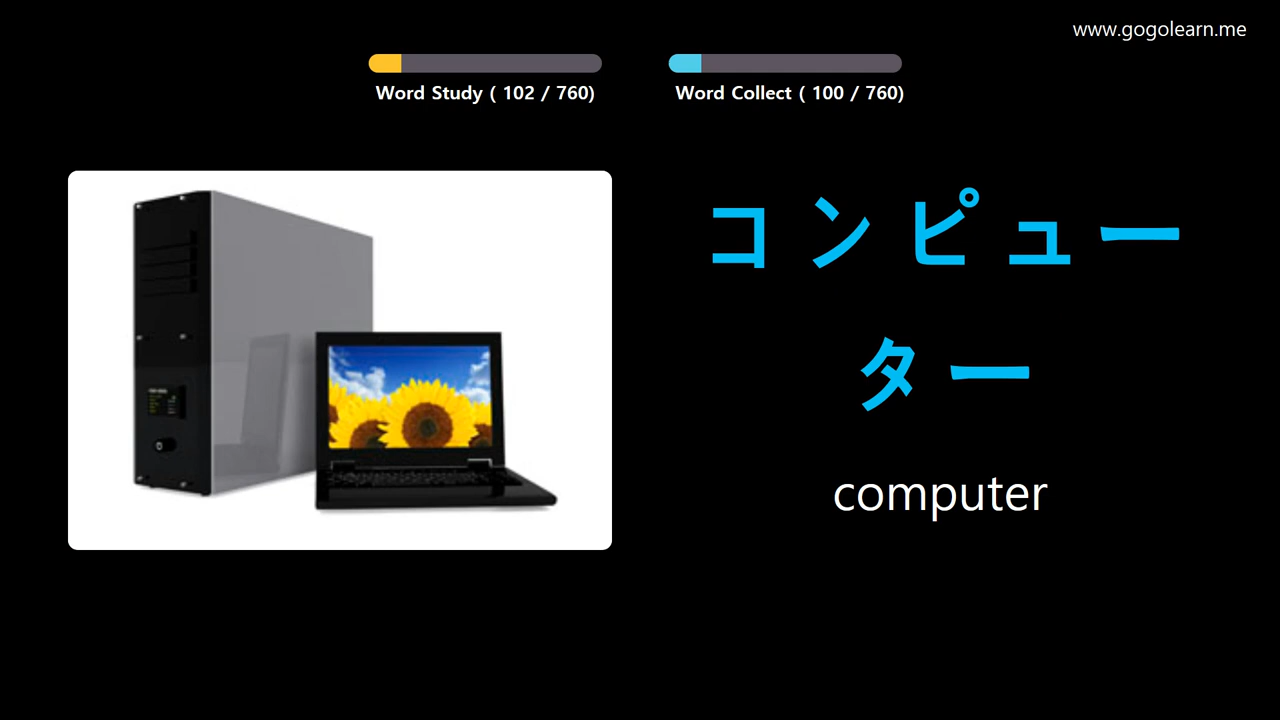 www.gogolearn.me
Word Study ( 102 / 760)
Word Collect ( 100 / 760)
コンピュー
ター
computer